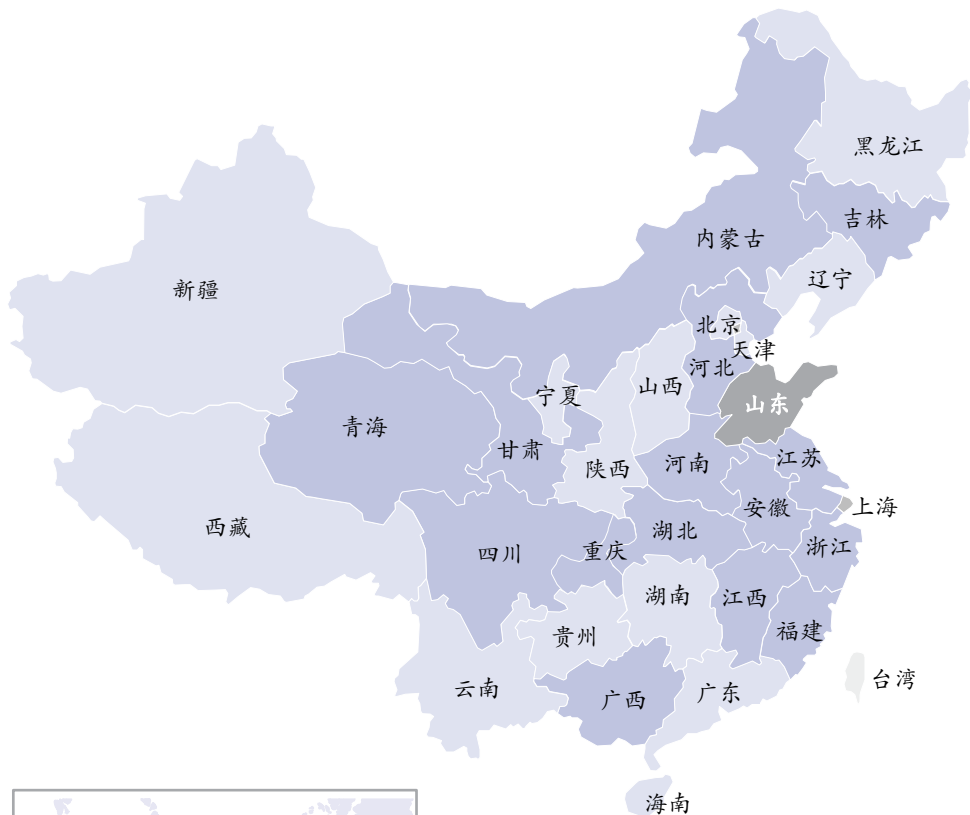 黑龙江
吉林
内蒙古
辽宁
新疆
北京
天津
河北
山西
宁夏
山东
青海
甘肃
陕西
河南
江苏
安徽
上海
西藏
湖北
浙江
四川
重庆
湖南
江西
福建
贵州
台湾
云南
广西
广东
海南